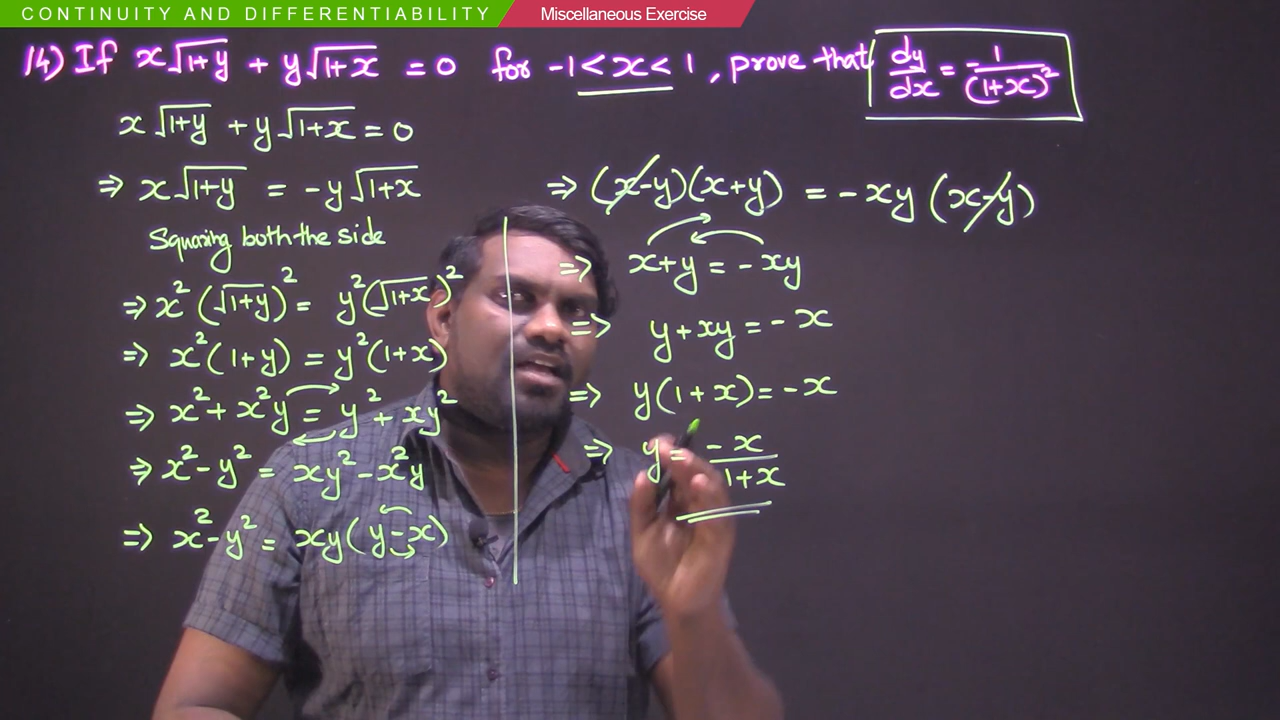 CONTINUITY AND DIFFERENTIABILITY
Miscellaneous Exercise
14) If x√1+y + y√1+x = 0 for -1 < x < 1, prove that dy/dx = -1/(1+x)²
x√1+y + y√1+x = 0
⇒ x√1+y = -y√1+x
Squaring both the side
⇒ x²(√1+y)² = y²(√1+x)²
⇒ x²(1+y) = y²(1+x)
⇒ x² + x²y = y² + xy²
⇒ x² - y² = xy² - x²y
⇒ x² - y² = xy(y-x)
⇒ (x-y)(x+y) = -xy(x-y)
⇒ x+y = -xy
⇒ y+xy = -x
⇒ y(1+x) = -x
⇒ y = -x/1+x